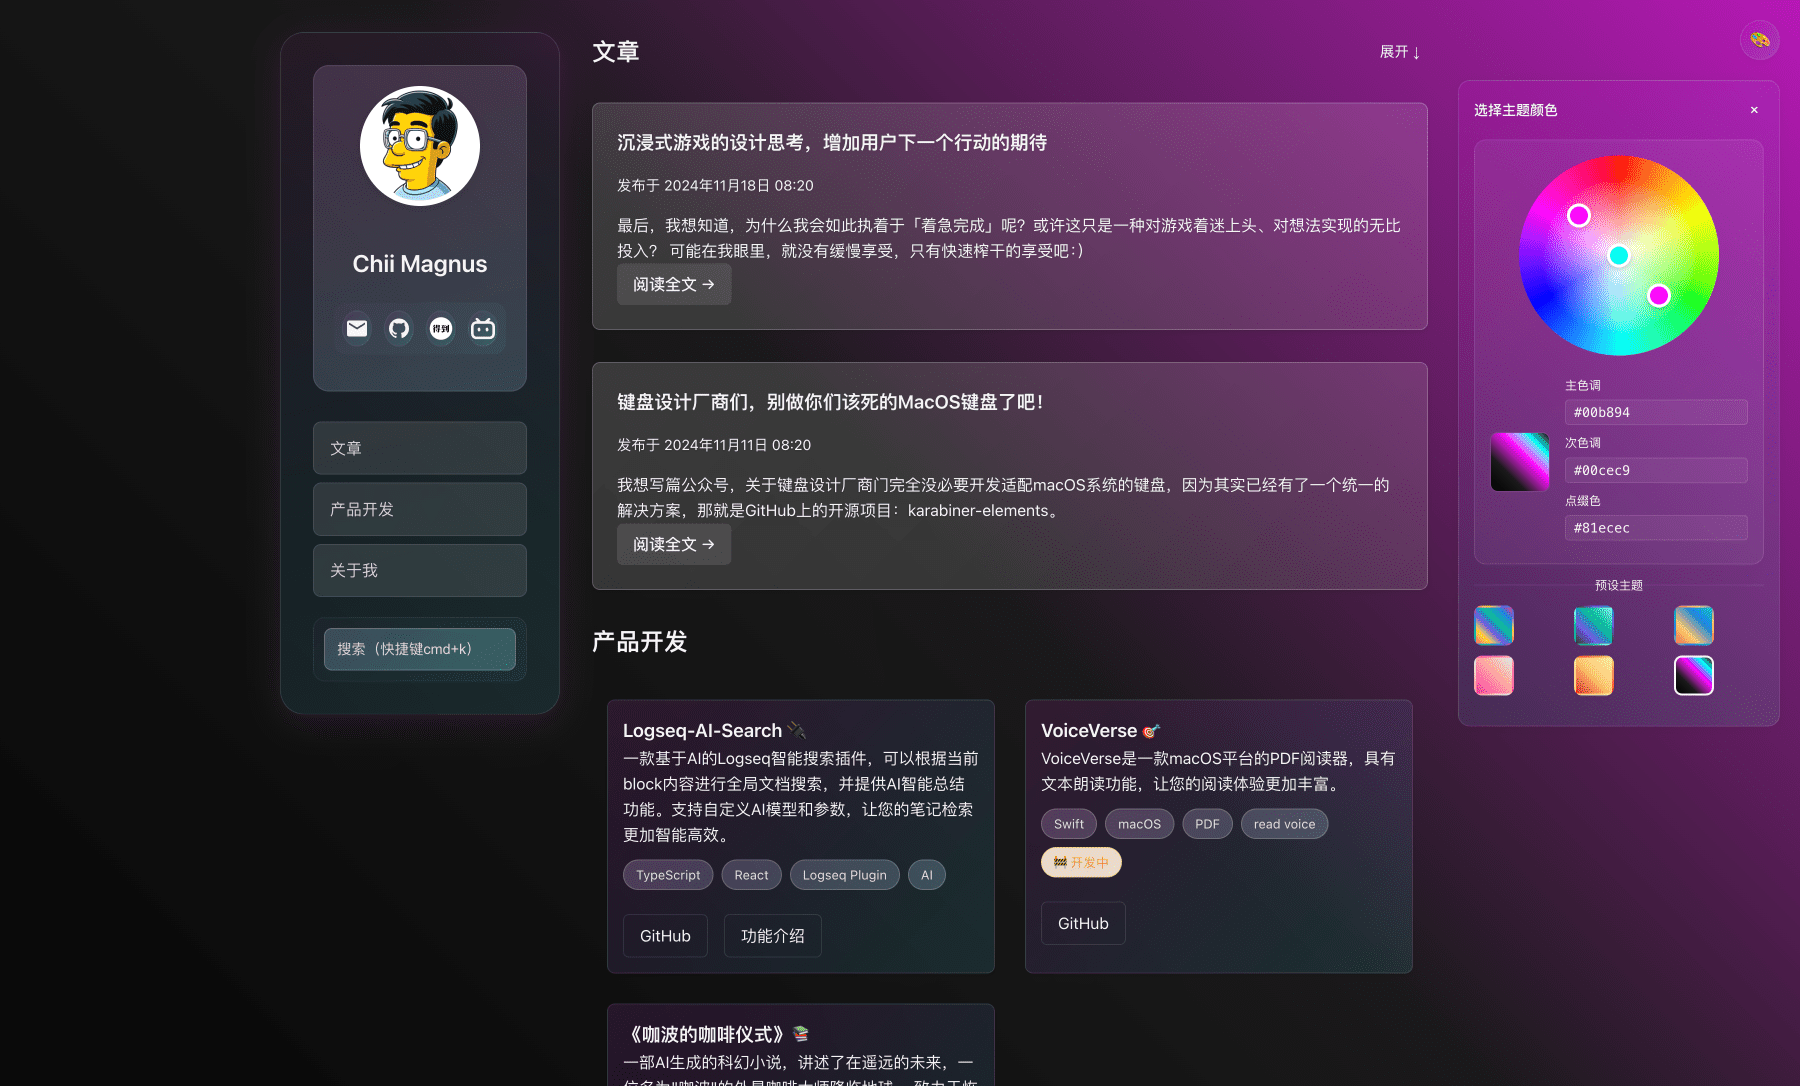 Chii Magnus
得到
文章
产品开发
关于我
搜索（快捷键cmd+k）
文章
展开 ↓
沉浸式游戏的设计思考，增加用户下一个行动的期待
发布于 2024年11月18日 08:20
最后，我想知道，为什么我会如此执着于「着急完成」呢？或许这只是一种对游戏着迷上头、对想法实现的无比
投入？ 可能在我眼里，就没有缓慢享受，只有快速榨干的享受吧：）
阅读全文 →
键盘设计厂商们，别做你们该死的MacOS键盘了吧！
发布于 2024年11月11日 08:20
我想写篇公众号，关于键盘设计厂商门完全没必要开发适配macOS系统的键盘，因为其实已经有了一个统一的
解决方案，那就是GitHub上的开源项目：karabiner-elements。
阅读全文 →
产品开发
Logseq-AI-Search
一款基于AI的Logseq智能搜索插件，可以根据当前
block内容进行全局文档搜索，并提供AI智能总结
功能。支持自定义AI模型和参数，让您的笔记检索
更加智能高效。
TypeScript React Logseq Plugin AI
GitHub 功能介绍
VoiceVerse
VoiceVerse是一款macOS平台的PDF阅读器，具有
文本朗读功能，让您的阅读体验更加丰富。
Swift macOS PDF read voice
开发中
GitHub
《咖波的咖啡仪式》
一部AI生成的科幻小说，讲述了在遥远的未来，一
选择主题颜色 ×
主色调
#00b894
次色调
#00cec9
点缀色
#81ecec
预设主题